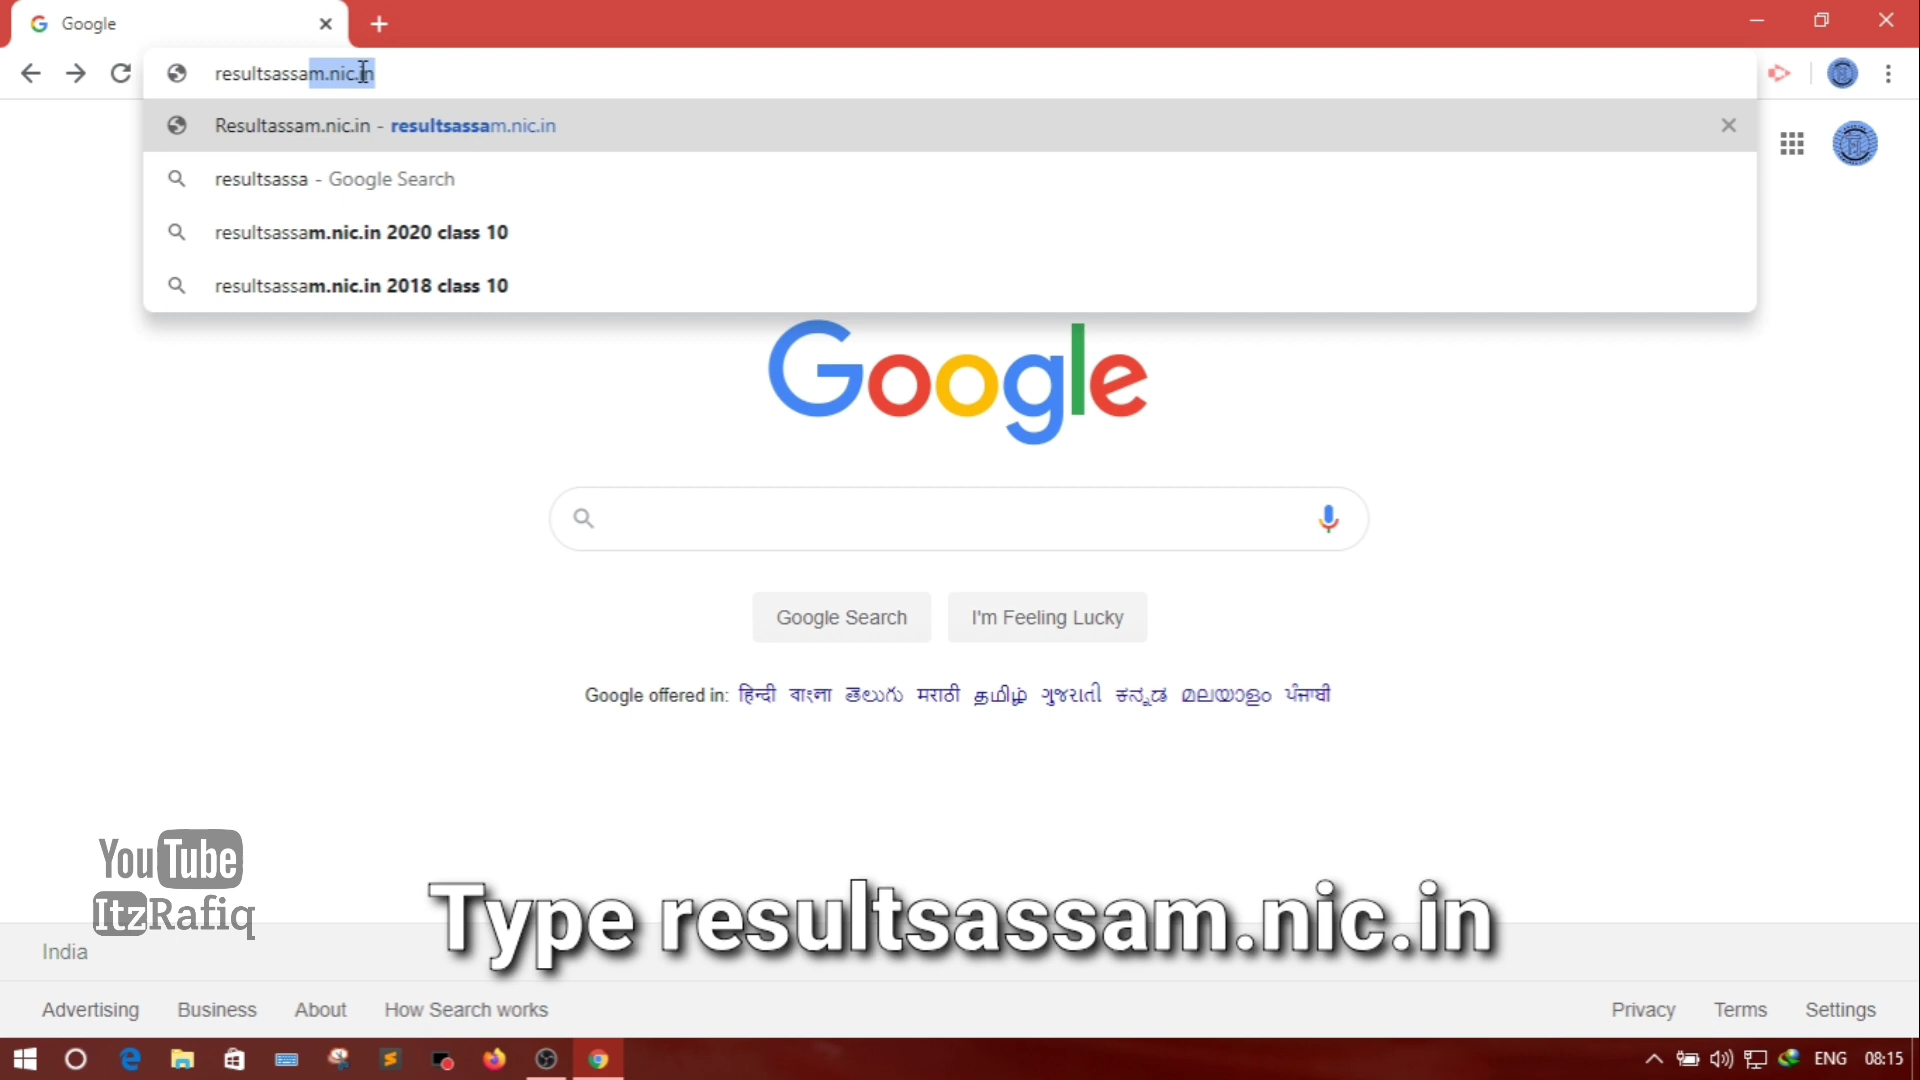 Google
resultsassam.nic.in
Resultassam.nic.in - resultsassam.nic.in
resultsassa - Google Search
resultsassam.nic.in 2020 class 10
resultsassam.nic.in 2018 class 10
Google
Google Search I'm Feeling Lucky
Google offered in: हिन्दी বাংলা తెలుగు मराठी தமிழ் ગુજરાતી ಕನ್ನಡ മലയാളം ਪੰਜਾਬੀ
YouTube
ItzRafiq
Type resultsassam.nic.in
India
Advertising Business About How Search works Privacy Terms Settings
ENG 08:15